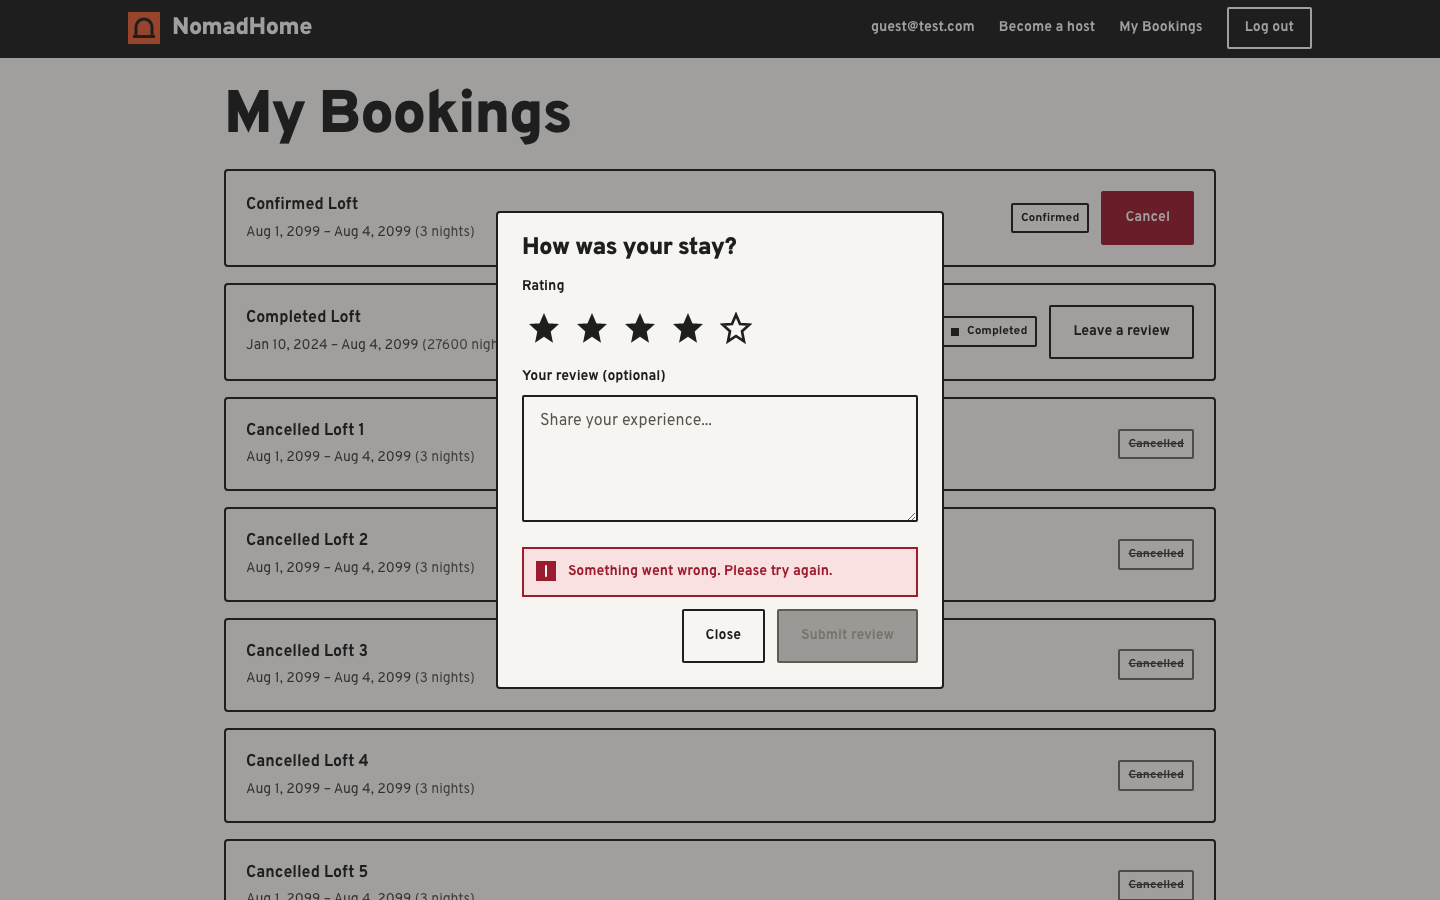 NomadHome
guest@test.com
Become a host
My Bookings
Log out
My Bookings
Confirmed Loft
Aug 1, 2099 – Aug 4, 2099 (3 nights)
Confirmed
Cancel
Completed Loft
Jan 10, 2024 – Aug 4, 2099 (27600 nigh
Completed
Leave a review
How was your stay?
Rating
Your review (optional)
Share your experience...
Something went wrong. Please try again.
Close
Submit review
Cancelled Loft 1
Aug 1, 2099 – Aug 4, 2099 (3 nights)
Cancelled
Cancelled Loft 2
Aug 1, 2099 – Aug 4, 2099 (3 nights)
Cancelled
Cancelled Loft 3
Aug 1, 2099 – Aug 4, 2099 (3 nights)
Cancelled
Cancelled Loft 4
Aug 1, 2099 – Aug 4, 2099 (3 nights)
Cancelled
Cancelled Loft 5
Aug 1, 2099 – Aug 4, 2099 (3 nights)
Cancelled